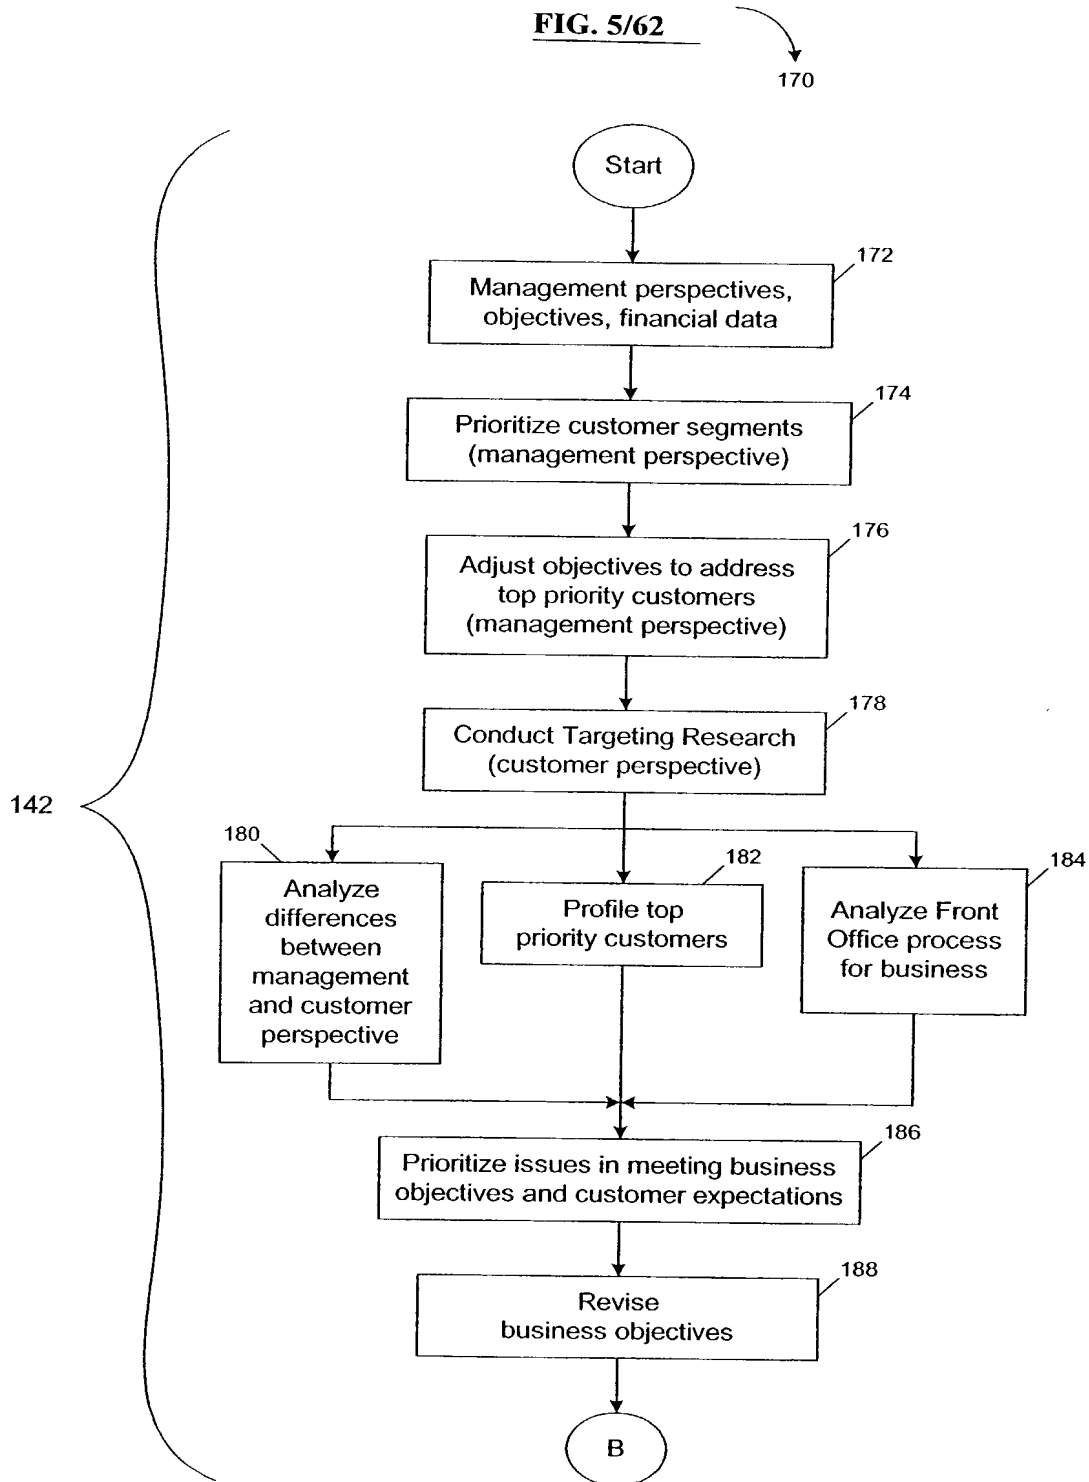 FIG. 5/62
170
Start
172
Management perspectives,
objectives, financial data
174
Prioritize customer segments
(management perspective)
176
Adjust objectives to address
top priority customers
(management perspective)
178
Conduct Targeting Research
(customer perspective)
142
180
Analyze
differences
between
management
and customer
perspective
182
Profile top
priority customers
184
Analyze Front
Office process
for business
186
Prioritize issues in meeting business
objectives and customer expectations
188
Revise
business objectives
B